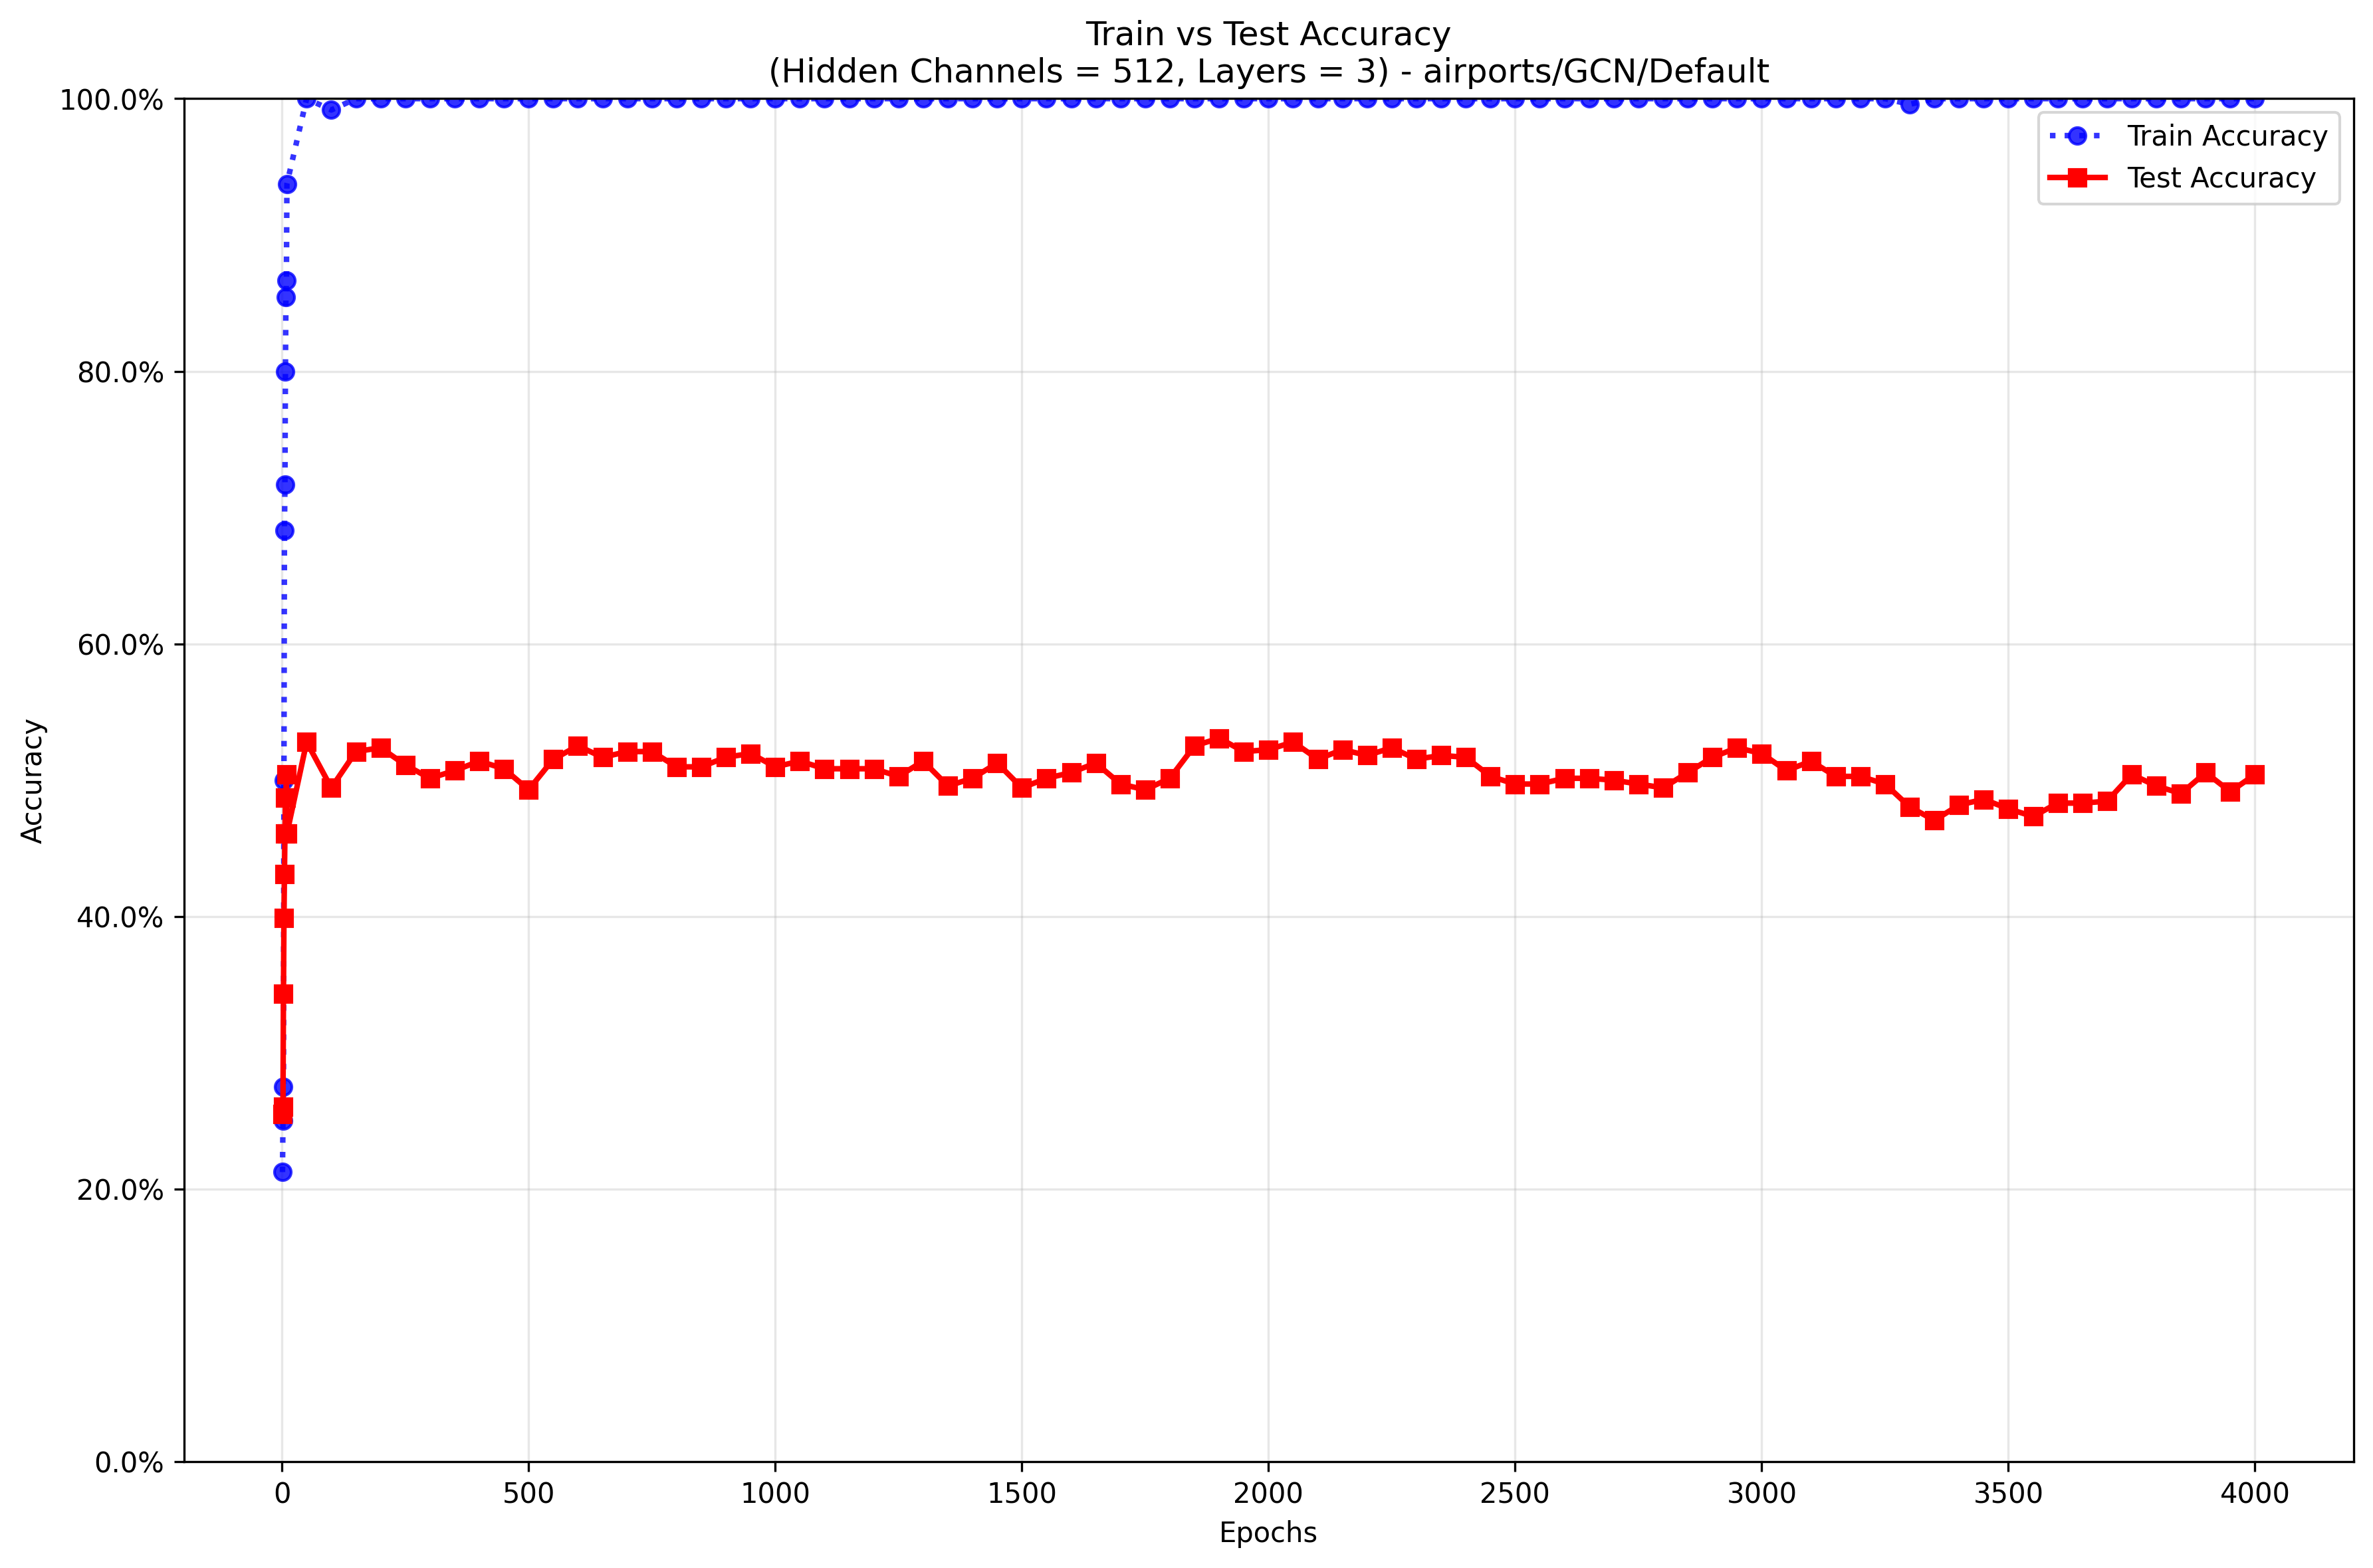 Train vs Test Accuracy
(Hidden Channels = 512, Layers = 3) - airports/GCN/Default
100.0%
80.0%
60.0%
40.0%
20.0%
0.0%
Accuracy
Train Accuracy
Test Accuracy
0 500 1000 1500 2000 2500 3000 3500 4000
Epochs